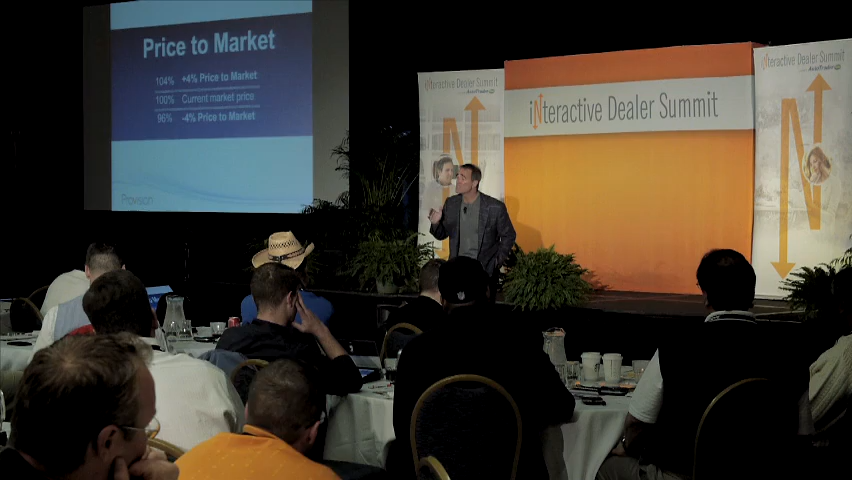 Price to Market
104% +4% Price to Market
100% Current market price
96% -4% Price to Market
Provision
iNteractive Dealer Summit
iNteractive Dealer Summit
iNteractive Dealer Summit